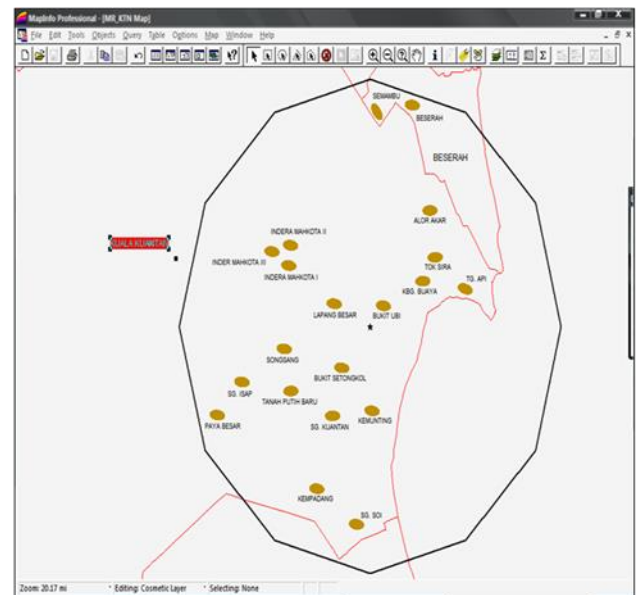 MapInfo Professional - [MR_KTN Map]
File Edit Tools Objects Query Table Options Map Window Help
SEMAMBU
BESERAH
BESERAH
ALOR AKAR
INDERA MAHKOTA II
INDER MAHKOTA III
INDERA MAHKOTA I
KUALA KUANTAN
TOK SIRA
TG. API
KBG. BUAYA
LAPANG BESAR
BUKIT UBI
SONGSANG
BUKIT SETONGKOL
SG. ISAP
TANAH PUTIH BARU
PAYA BESAR
SG. KUANTAN
KEMUNTING
KEMPADANG
SG. SOI
Zoom: 20.17 mi Editing: Cosmetic Layer Selecting: None